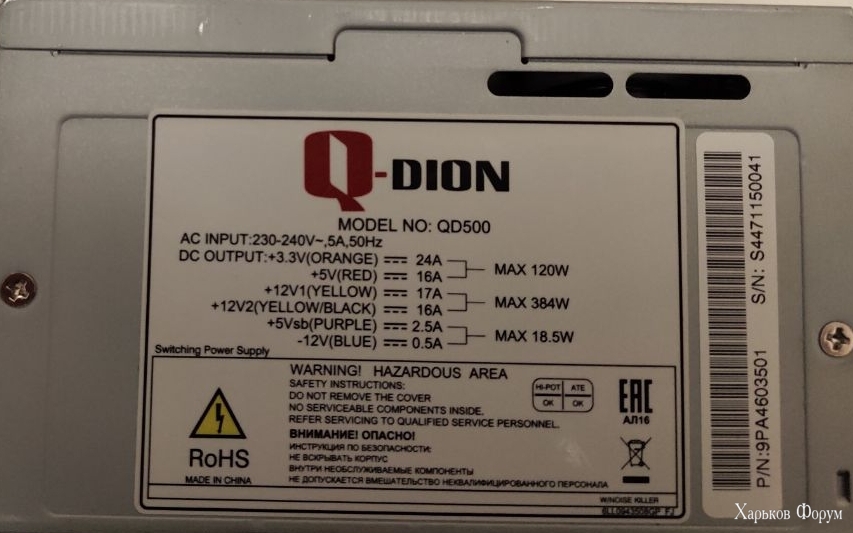 Q-DION
MODEL NO: QD500
AC INPUT:230-240V~,5A,50Hz
DC OUTPUT:+3.3V(ORANGE) 24A
+5V(RED) 16A
MAX 120W
+12V1(YELLOW) 17A
+12V2(YELLOW/BLACK) 16A
MAX 384W
+5Vsb(PURPLE) 2.5A
-12V(BLUE) 0.5A
MAX 18.5W
Switching Power Supply
WARNING! HAZARDOUS AREA
SAFETY INSTRUCTIONS:
DO NOT REMOVE THE COVER
NO SERVICEABLE COMPONENTS INSIDE.
REFER SERVICING TO QUALIFIED SERVICE PERSONNEL.
ВНИМАНИЕ! ОПАСНО!
ИНСТРУКЦИЯ ПО БЕЗОПАСНОСТИ:
НЕ ВСКРЫВАТЬ КОРПУС
ВНУТРИ НЕОБСЛУЖИВАЕМЫЕ КОМПОНЕНТЫ
НЕ ДОПУСКАЕТСЯ ВМЕШАТЕЛЬСТВО НЕКВАЛИФИЦИРОВАННОГО ПЕРСОНАЛА
RoHS
MADE IN CHINA
HI-POT ATE
OK OK
EAC
АЛ16
W/NOISE KILLER
S/N: S4471150041
P/N:9PA4603501
Харьков Форум